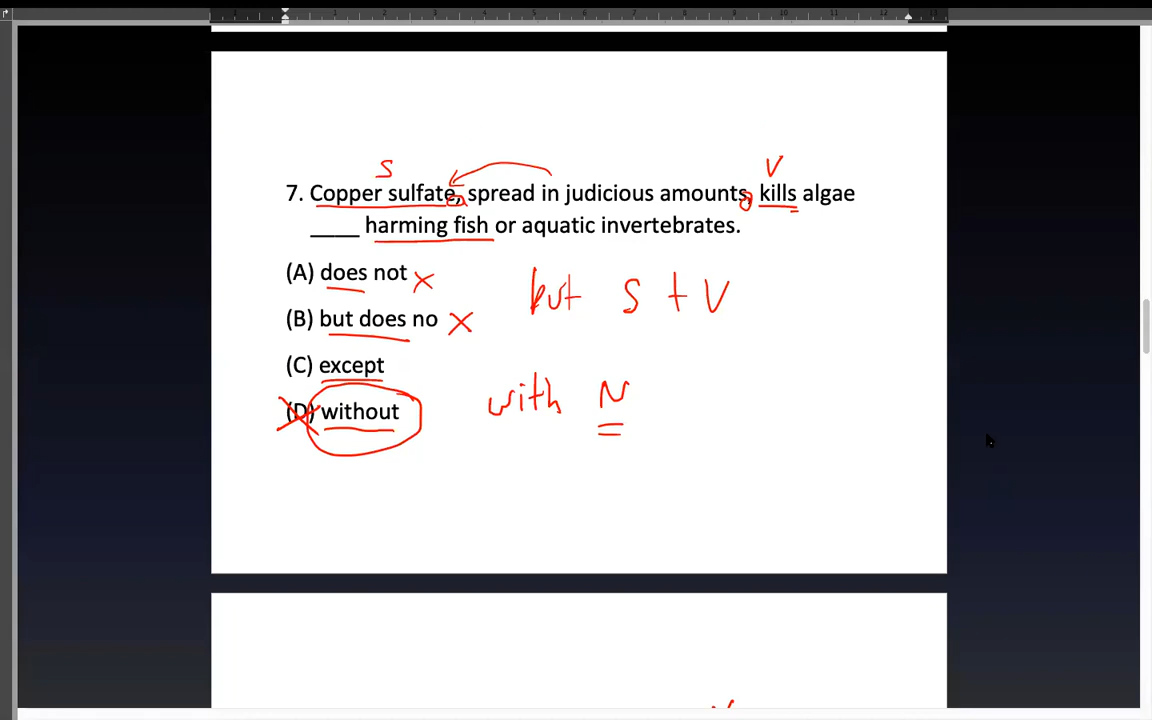 S V
7. Copper sulfate, spread in judicious amounts, kills algae
____ harming fish or aquatic invertebrates.
(A) does not X
(B) but does no X
but S + V
(C) except
(D) without
with N